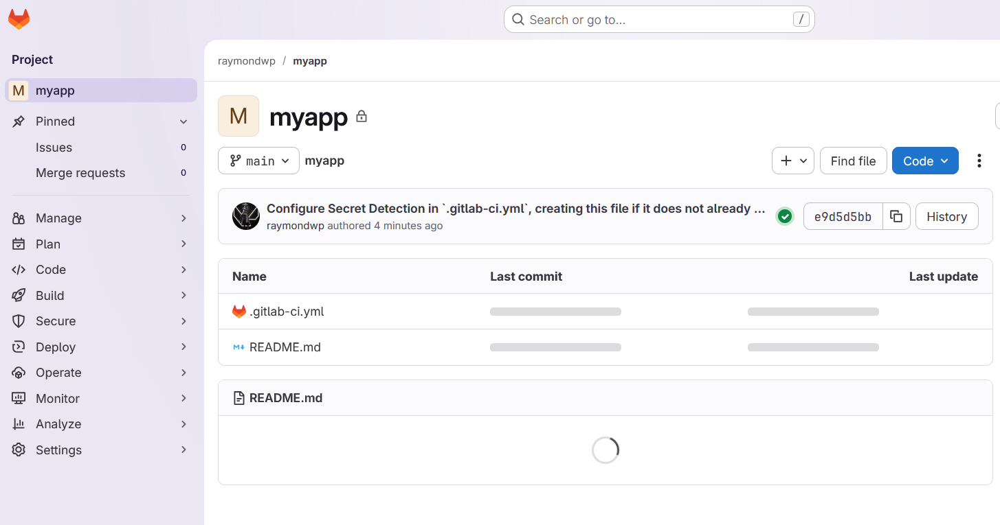 Search or go to...
/
Project
M myapp
Pinned
Issues 0
Merge requests 0
Manage
Plan
Code
Build
Secure
Deploy
Operate
Monitor
Analyze
Settings
raymondwp / myapp
M myapp
main myapp
Find file Code
Configure Secret Detection in `.gitlab-ci.yml`, creating this file if it does not already ...
raymondwp authored 4 minutes ago
e9d5d5bb History
Name Last commit Last update
.gitlab-ci.yml
README.md
README.md